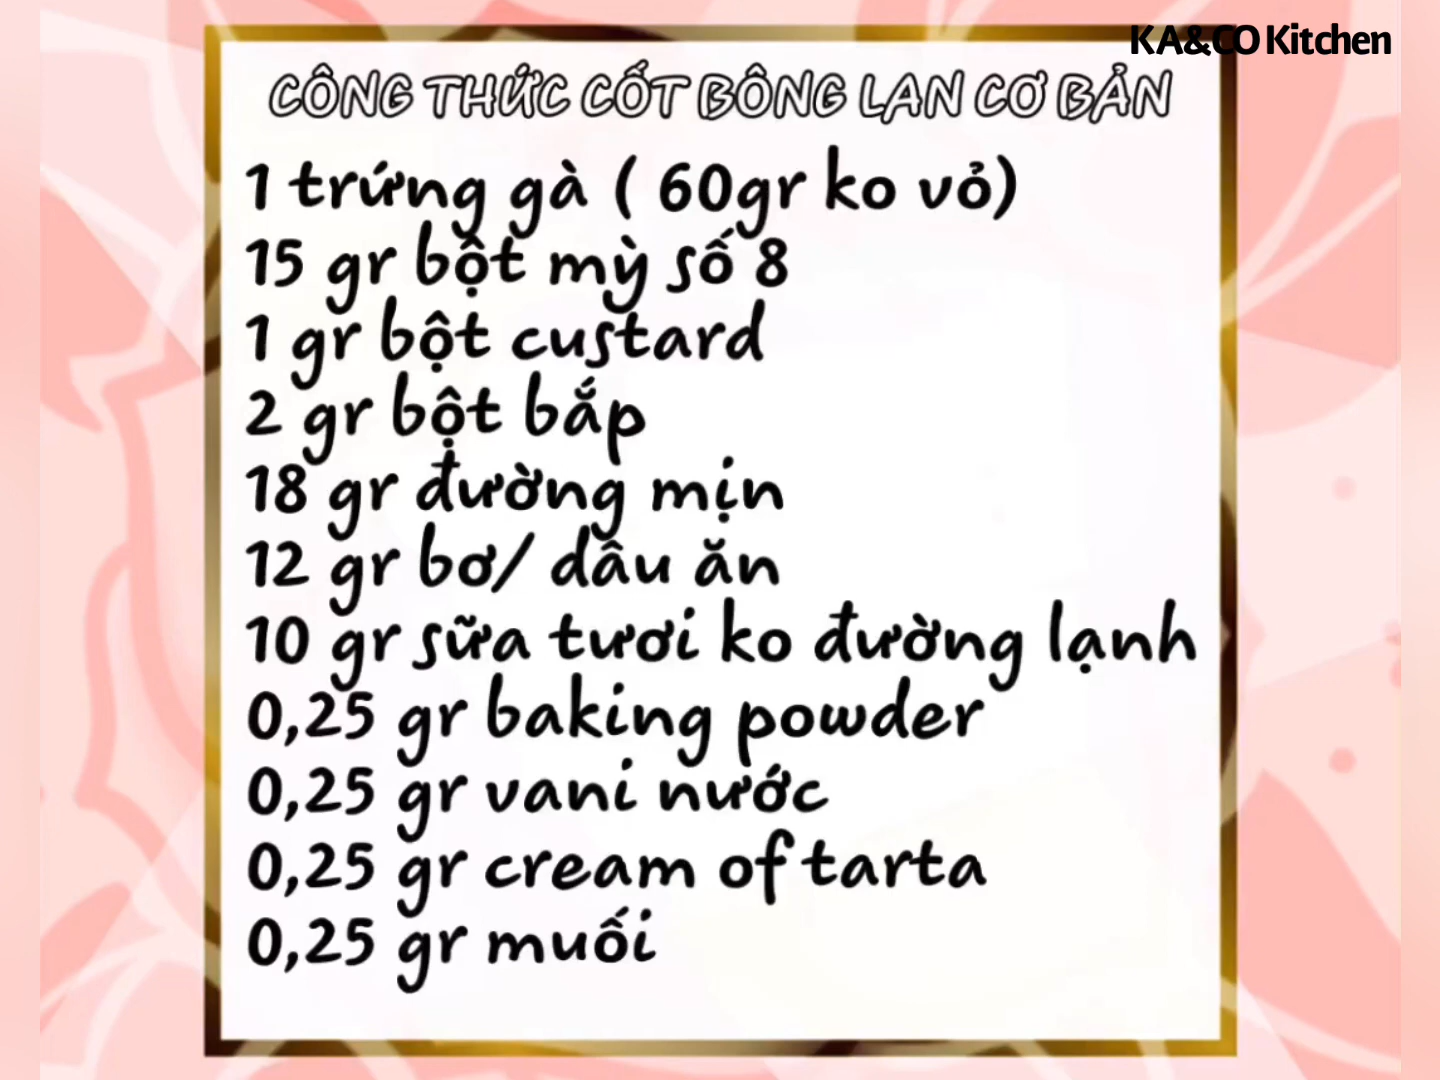 KA&CO Kitchen
CÔNG THỨC CỐT BÔNG LAN CƠ BẢN
1 trứng gà ( 60gr ko vỏ)
15 gr bột mỳ số 8
1 gr bột custard
2 gr bột bắp
18 gr đường mịn
12 gr bơ/ dầu ăn
10 gr sữa tươi ko đường lạnh
0,25 gr baking powder
0,25 gr vani nước
0,25 gr cream of tarta
0,25 gr muối